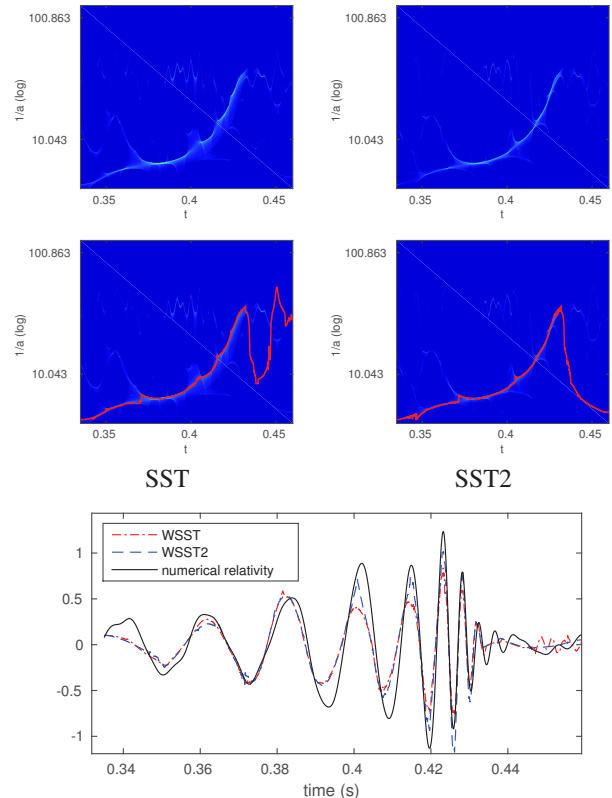 100.863
10.043
1/a (log)
0.35
0.4
0.45
t
100.863
10.043
1/a (log)
0.35
0.4
0.45
t
100.863
10.043
1/a (log)
0.35
0.4
0.45
t
100.863
10.043
1/a (log)
0.35
0.4
0.45
t
SST
SST2
WSST
WSST2
numerical relativity
1
0.5
0
-0.5
-1
0.34
0.36
0.38
0.4
0.42
0.44
time (s)